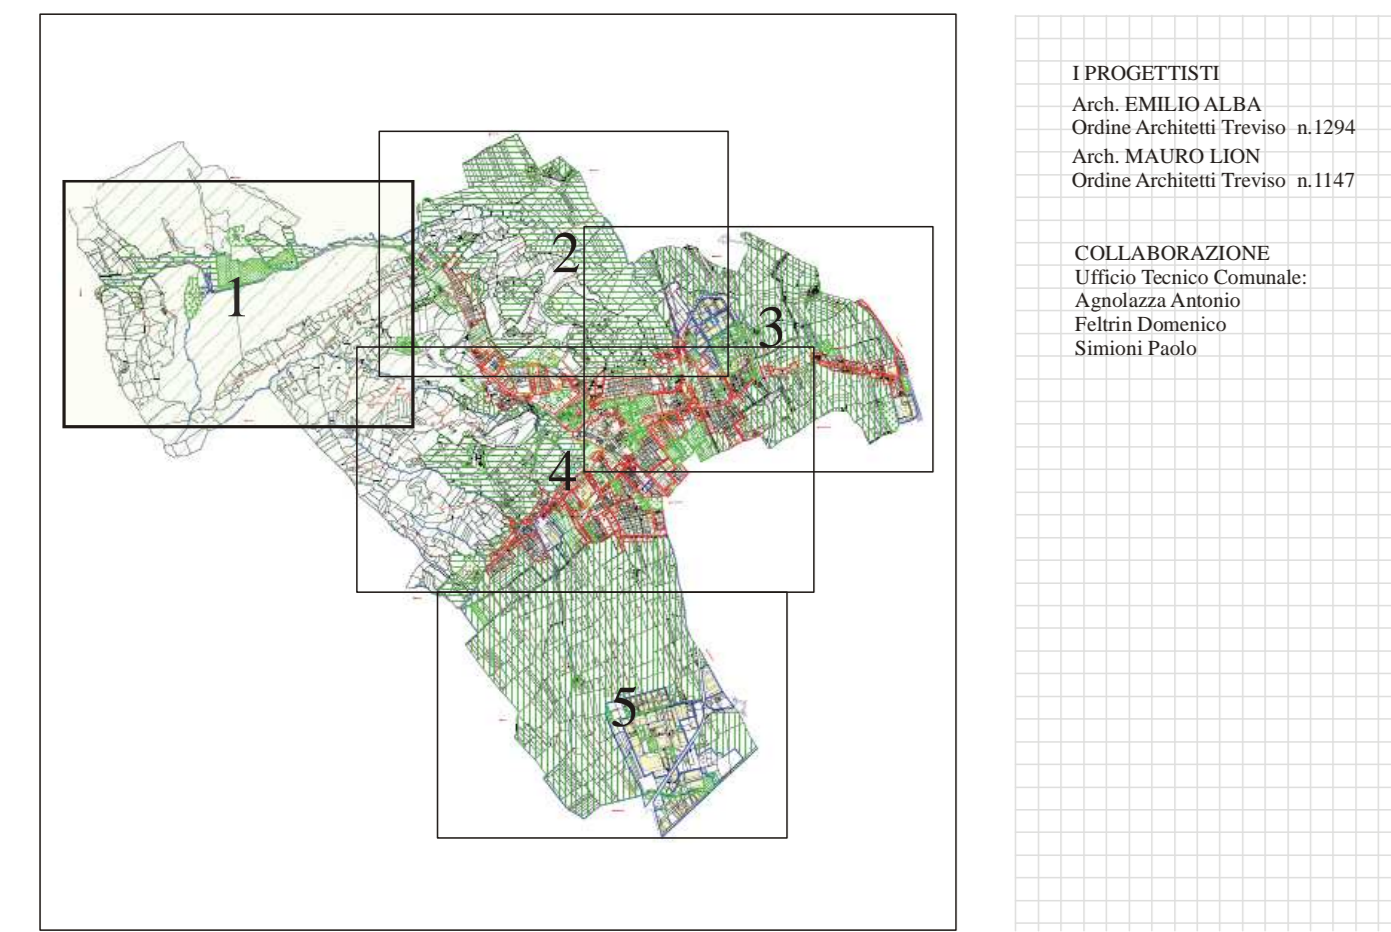 1
2
3
4
5
I PROGETTISTI
Arch. EMILIO ALBA
Ordine Architetti Treviso n.1294
Arch. MAURO LION
Ordine Architetti Treviso n.1147
COLLABORAZIONE
Ufficio Tecnico Comunale:
Agnolazza Antonio
Feltrin Domenico
Simioni Paolo